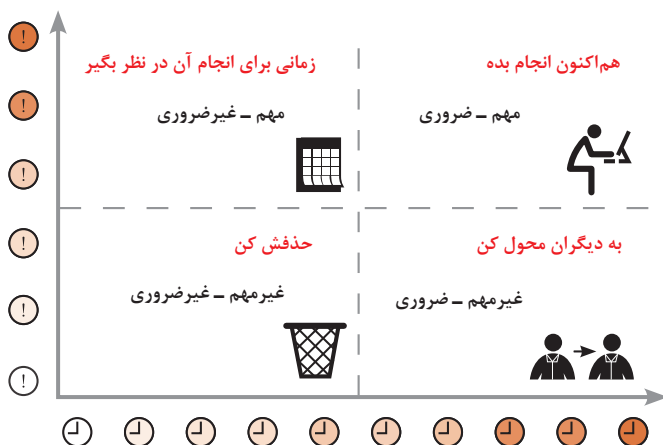 هم‌اکنون انجام بده
مهم – ضروری
زمانی برای انجام آن در نظر بگیر
مهم – غیرضروری
به دیگران محول کن
غیرمهم – ضروری
حذفش کن
غیرمهم – غیرضروری
!
!
!
!
!
!